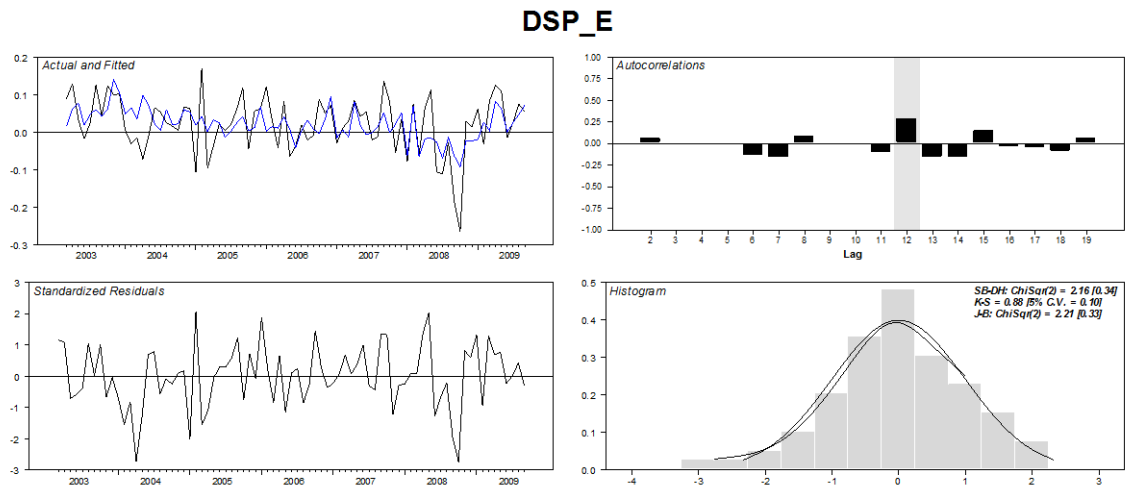 DSP_E
Actual and Fitted
0.2
0.1
0.0
-0.1
-0.2
-0.3
2003 2004 2005 2006 2007 2008 2009
Autocorrelations
1.00
0.75
0.50
0.25
0.00
-0.25
-0.50
-0.75
-1.00
2 3 4 5 6 7 8 9 10 11 12 13 14 15 16 17 18 19
Lag
Standardized Residuals
3
2
1
0
-1
-2
-3
2003 2004 2005 2006 2007 2008 2009
Histogram
SB-DH: ChiSqr(2) = 2.16 [0.34]
K-S = 0.88 [5% C.V. = 0.10]
J-B: ChiSqr(2) = 2.21 [0.33]
0.5
0.4
0.3
0.2
0.1
0.0
-4 -3 -2 -1 0 1 2 3